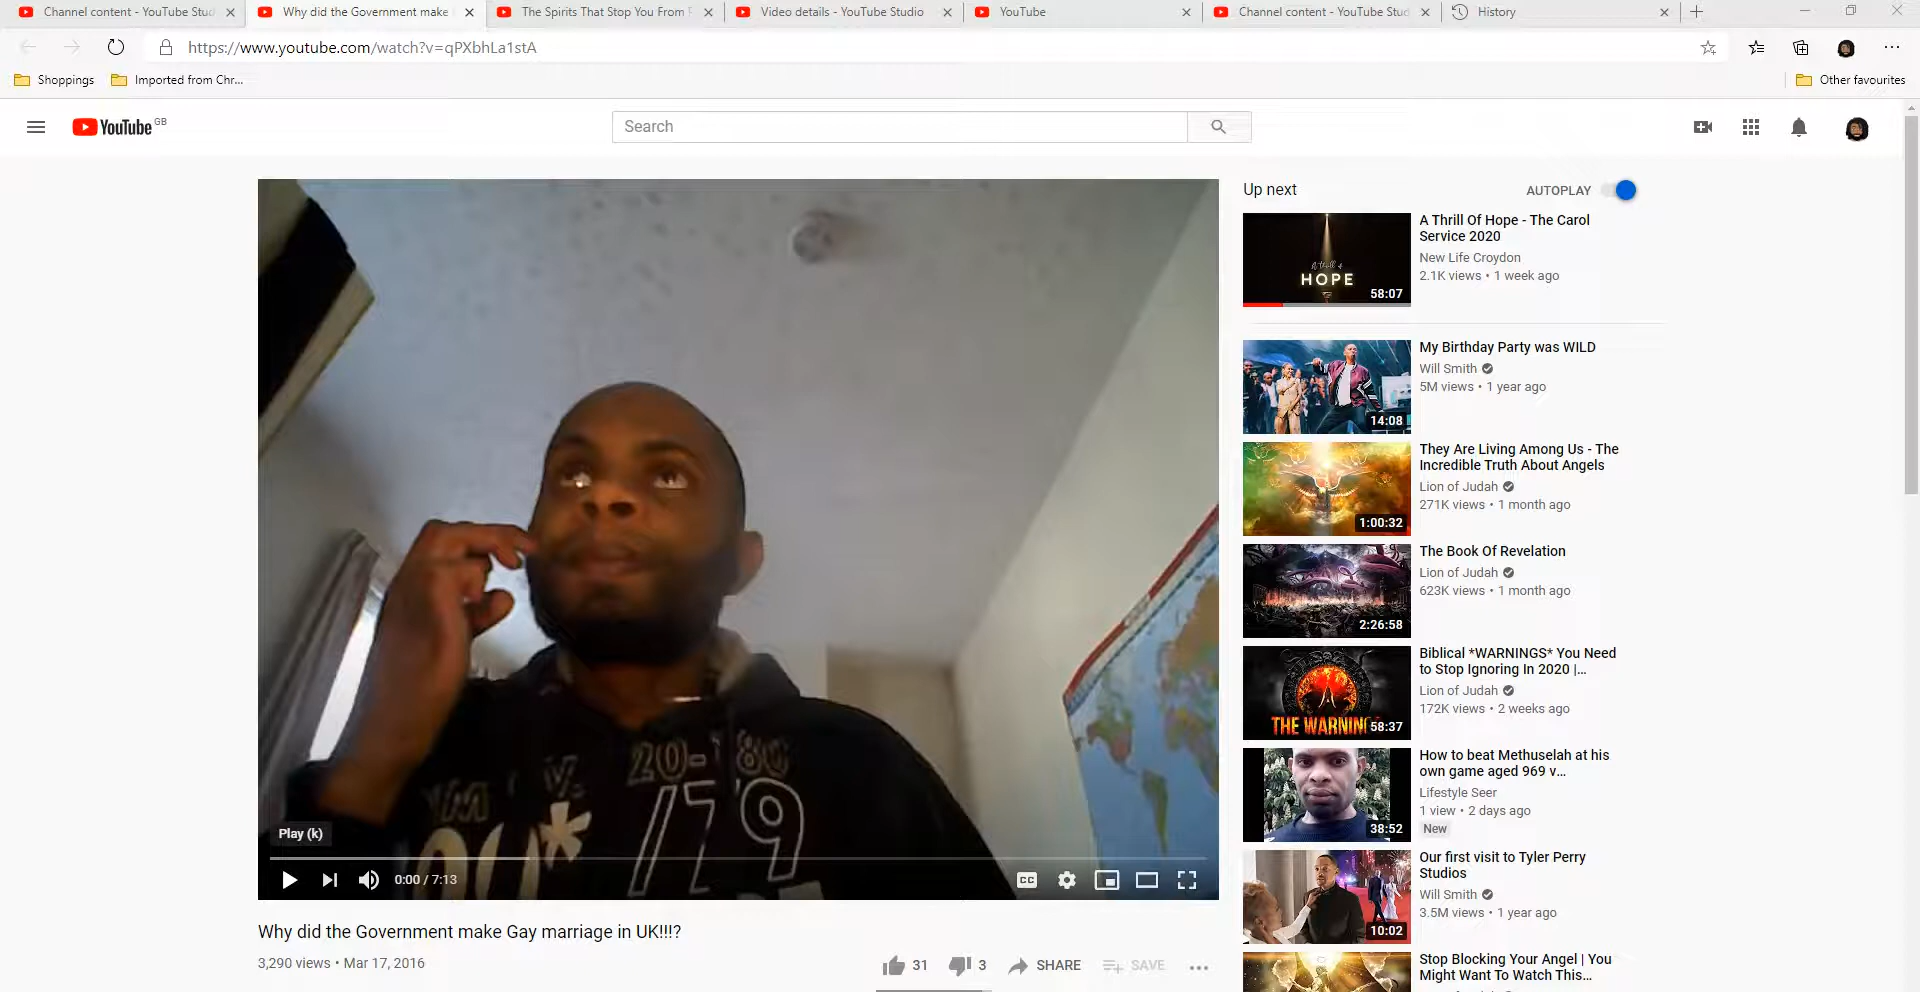 Channel content - YouTube Stud
Why did the Government make
The Spirits That Stop You From
Video details - YouTube Studio
YouTube
Channel content - YouTube Stud
History
https://www.youtube.com/watch?v=qPXbhLa1stA
Shoppings
Imported from Chr...
Other favourites
YouTube GB
Search
Play (k)
0:00 / 7:13
CC
Why did the Government make Gay marriage in UK!!!?
3,290 views • Mar 17, 2016
31
3
SHARE
SAVE
Up next
AUTOPLAY
HOPE
58:07
A Thrill Of Hope - The Carol
Service 2020
New Life Croydon
2.1K views • 1 week ago
14:08
My Birthday Party was WILD
Will Smith
5M views • 1 year ago
1:00:32
They Are Living Among Us - The
Incredible Truth About Angels
Lion of Judah
271K views • 1 month ago
2:26:58
The Book Of Revelation
Lion of Judah
623K views • 1 month ago
THE WARNING
58:37
Biblical *WARNINGS* You Need
to Stop Ignoring In 2020 |...
Lion of Judah
172K views • 2 weeks ago
38:52
How to beat Methuselah at his
own game aged 969 v...
Lifestyle Seer
1 view • 2 days ago
New
10:02
Our first visit to Tyler Perry
Studios
Will Smith
3.5M views • 1 year ago
Stop Blocking Your Angel | You
Might Want To Watch This...